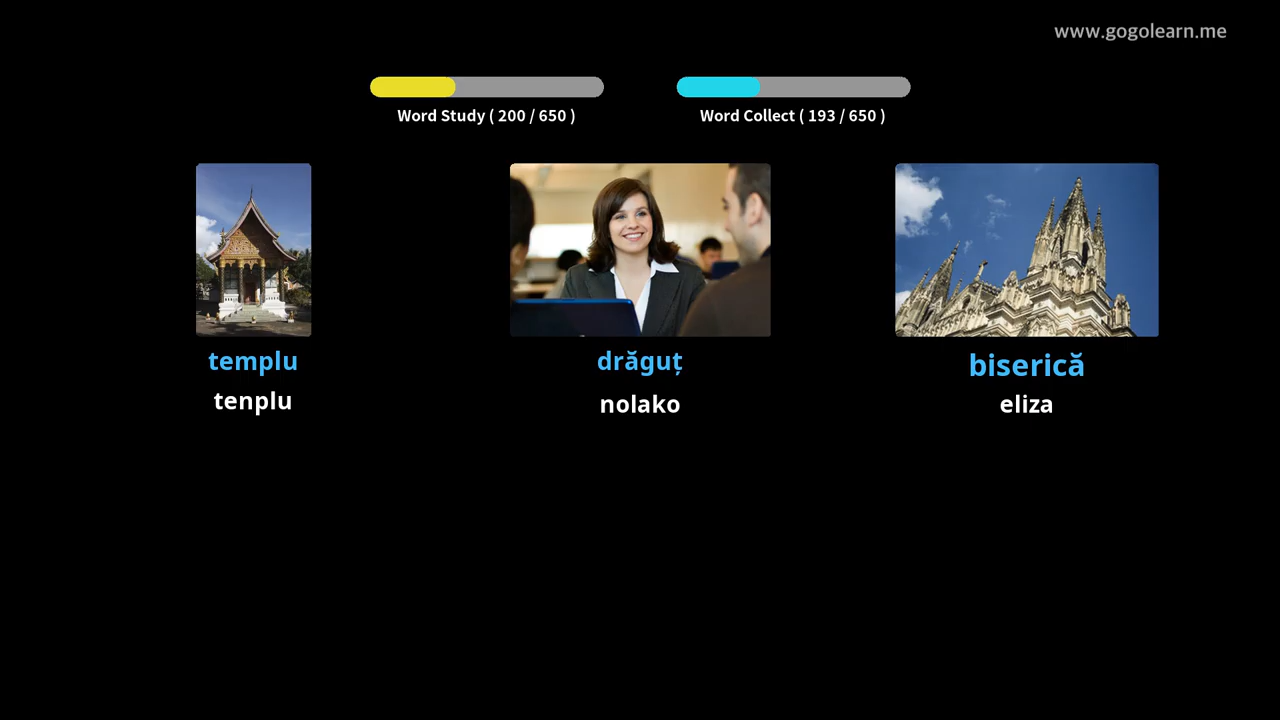 www.gogolearn.me
Word Study ( 200 / 650 )
Word Collect ( 193 / 650 )
templu
tenplu
drăguț
nolako
biserică
eliza